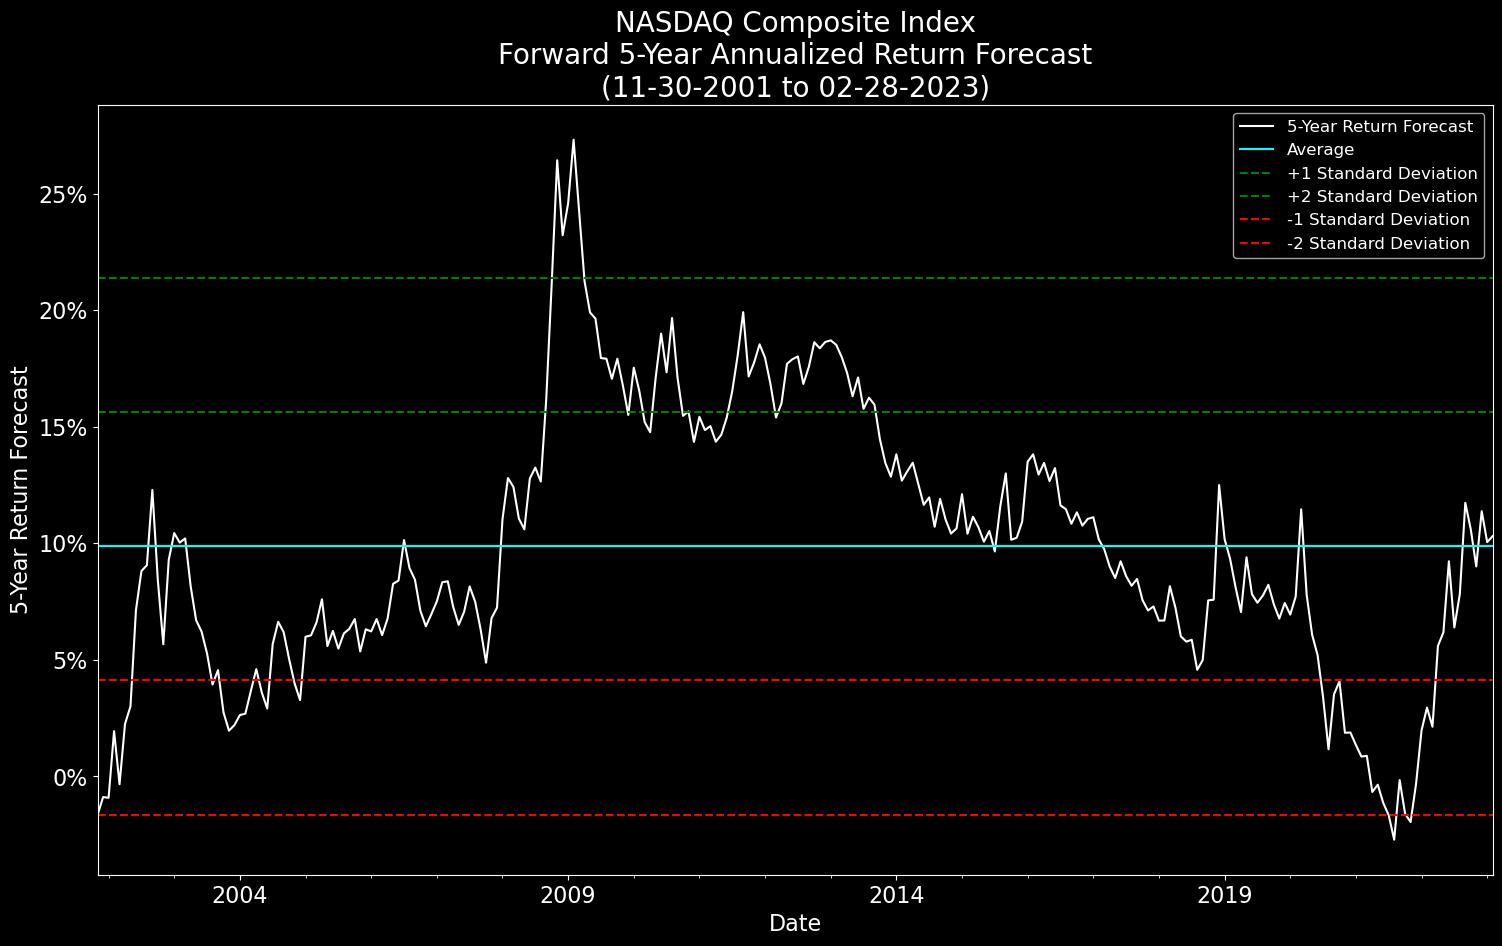 NASDAQ Composite Index
Forward 5-Year Annualized Return Forecast
(11-30-2001 to 02-28-2023)
5-Year Return Forecast
Average
+1 Standard Deviation
+2 Standard Deviation
-1 Standard Deviation
-2 Standard Deviation
25%
20%
15%
10%
5%
0%
5-Year Return Forecast
2004
2009
2014
2019
Date